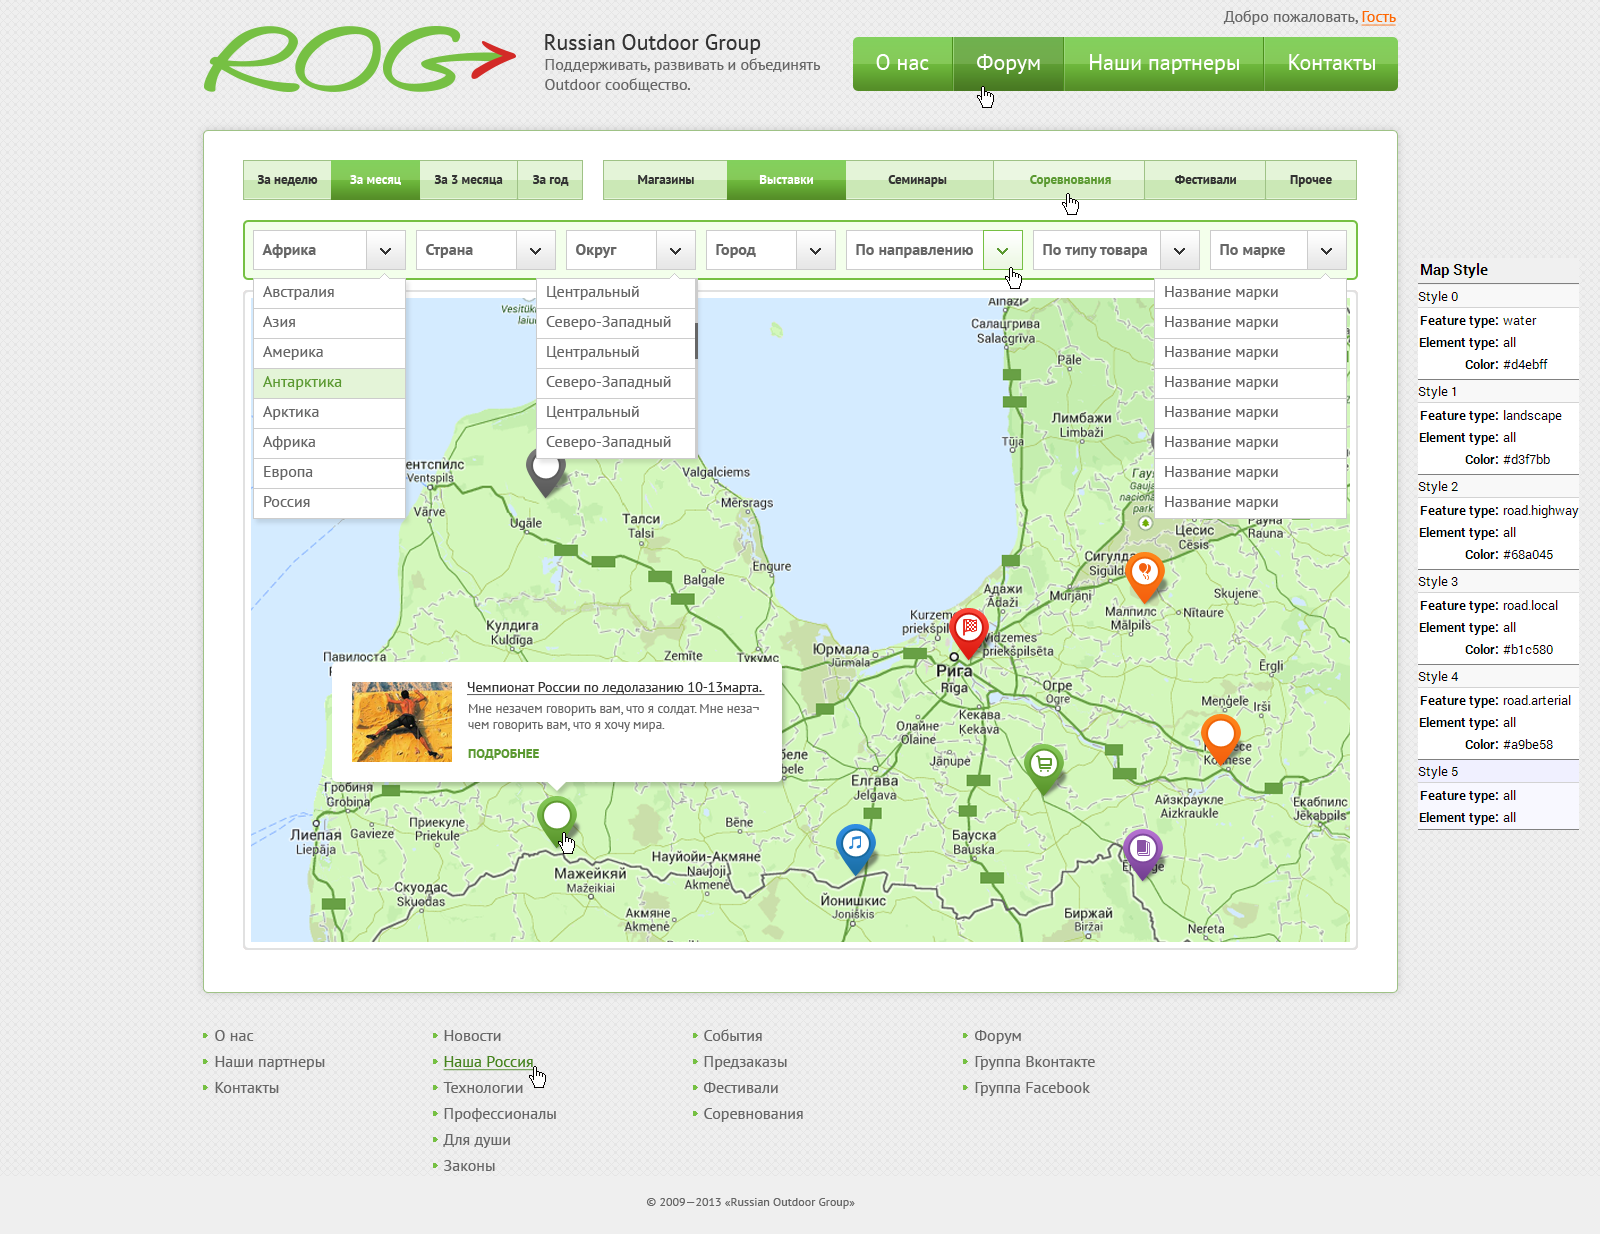 Добро пожаловать, Гость
ROG
Russian Outdoor Group
Поддерживать, развивать и объединять
Outdoor сообщество.
О нас
Форум
Наши партнеры
Контакты
За неделю
За месяц
За 3 месяца
За год
Магазины
Выставки
Семинары
Соревнования
Фестивали
Прочее
Африка
Страна
Округ
Город
По направлению
По типу товара
По марке
Австралия
Азия
Америка
Антарктика
Арктика
Африка
Европа
Россия
Центральный
Северо-Западный
Центральный
Северо-Западный
Центральный
Северо-Западный
Название марки
Название марки
Название марки
Название марки
Название марки
Название марки
Название марки
Название марки
Ainaži
Салацгрива
Salacgrīva
Pāle
Лимбажи
Limbaži
Tūja
Ventspils
Vārve
Ugāle
Талси
Talsi
Valgalciems
Mērsrags
Engure
Balgale
Цесис
Cēsis
Rauna
Кулдига
Kuldīga
Павилоста
Zemīte
Тукумс
Юрмала
Jūrmala
Адажи
Ādaži
Murjāņi
Малпилс
Mālpils
Nītaure
Skujene
Vidzemes
priekšpilsēta
Рига
Rīga
Ērgļi
Огре
Ogre
Meņģele
Irši
Кекава
Ķekava
Олайне
Olaine
Jānupe
Елгава
Jelgava
Айзкраукле
Aizkraukle
Екабпилс
Jēkabpils
Чемпионат России по ледолазанию 10-13марта.
Мне незачем говорить вам, что я солдат. Мне неза¬
чем говорить вам, что я хочу мира.
ПОДРОБНЕЕ
Гробиня
Grobiņa
Лиепая
Liepāja
Gavieze
Приекуле
Priekule
Bēne
Бауска
Bauska
Науйойи-Акмяне
Naujoji
Akmenė
Мажейкяй
Mažeikiai
Скуодас
Skuodas
Акмяне
Akmenė
Йонишкис
Joniškis
Биржай
Biržai
Nereta
Map Style
Style 0
Feature type: water
Element type: all
Color: #d4ebff
Style 1
Feature type: landscape
Element type: all
Color: #d3f7bb
Style 2
Feature type: road.highway
Element type: all
Color: #68a045
Style 3
Feature type: road.local
Element type: all
Color: #b1c580
Style 4
Feature type: road.arterial
Element type: all
Color: #a9be58
Style 5
Feature type: all
Element type: all
О нас
Наши партнеры
Контакты
Новости
Наша Россия
Технологии
Профессионалы
Для души
Законы
События
Предзаказы
Фестивали
Соревнования
Форум
Группа Вконтакте
Группа Facebook
© 2009—2013 «Russian Outdoor Group»